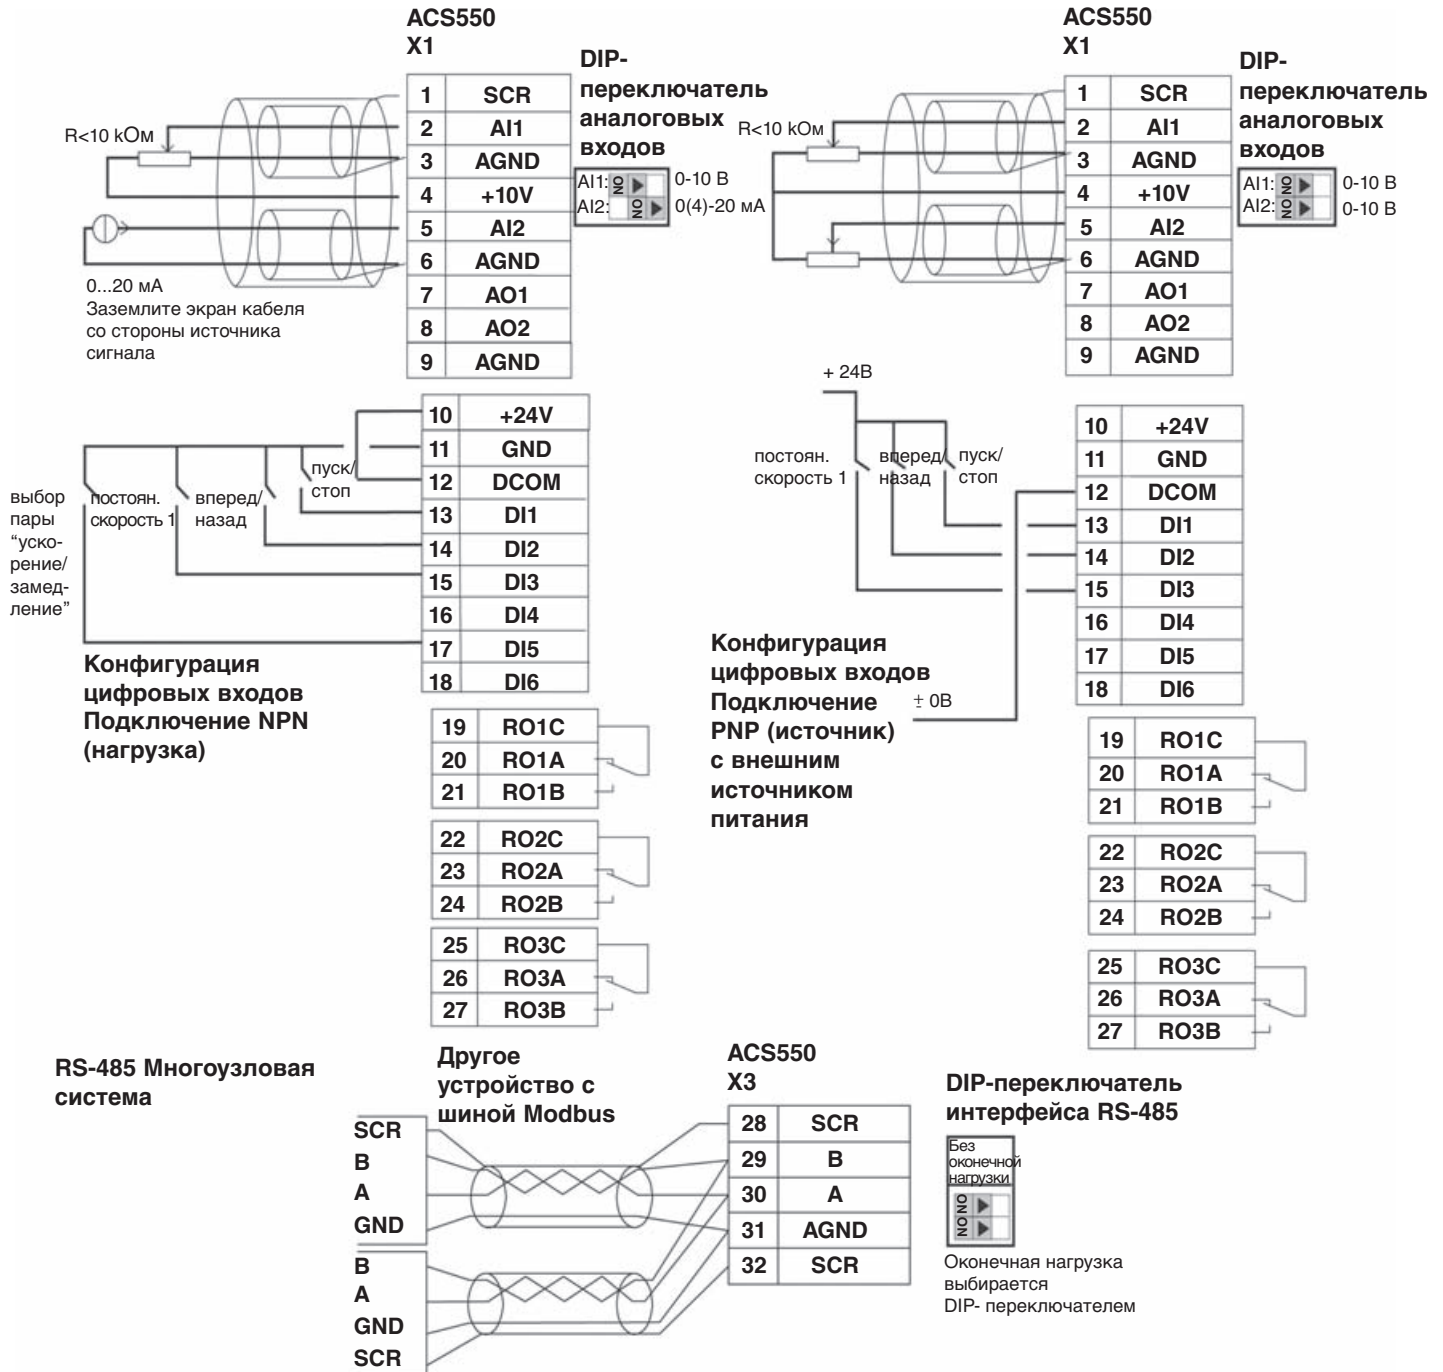 ACS550
X1
DIP-
переключатель
аналоговых
входов
1 SCR
2 AI1
3 AGND
4 +10V
5 AI2
6 AGND
7 AO1
8 AO2
9 AGND
R<10 kОм
AI1: NO 0-10 В
AI2: NO 0(4)-20 мА
0...20 мА
Заземлите экран кабеля
со стороны источника
сигнала
10 +24V
11 GND
12 DCOM
13 DI1
14 DI2
15 DI3
16 DI4
17 DI5
18 DI6
пуск/
стоп
вперед/
назад
постоян.
скорость 1
выбор
пары
“уско-
рение/
замед-
ление”
Конфигурация
цифровых входов
Подключение NPN
(нагрузка)
19 RO1C
20 RO1A
21 RO1B
22 RO2C
23 RO2A
24 RO2B
25 RO3C
26 RO3A
27 RO3B
ACS550
X1
DIP-
переключатель
аналоговых
входов
1 SCR
2 AI1
3 AGND
4 +10V
5 AI2
6 AGND
7 AO1
8 AO2
9 AGND
R<10 кОм
AI1: NO 0-10 В
AI2: NO 0-10 В
+ 24В
10 +24V
11 GND
12 DCOM
13 DI1
14 DI2
15 DI3
16 DI4
17 DI5
18 DI6
постоян.
скорость 1
вперед/
назад
пуск/
стоп
Конфигурация
цифровых входов
Подключение
PNP (источник)
с внешним
источником
питания
± 0В
19 RO1C
20 RO1A
21 RO1B
22 RO2C
23 RO2A
24 RO2B
25 RO3C
26 RO3A
27 RO3B
RS-485 Многоузловая
система
Другое
устройство с
шиной Modbus
SCR
B
A
GND
B
A
GND
SCR
ACS550
X3
28 SCR
29 B
30 A
31 AGND
32 SCR
DIP-переключатель
интерфейса RS-485
Без
оконечной
нагрузки
NO
NO
Оконечная нагрузка
выбирается
DIP- переключателем